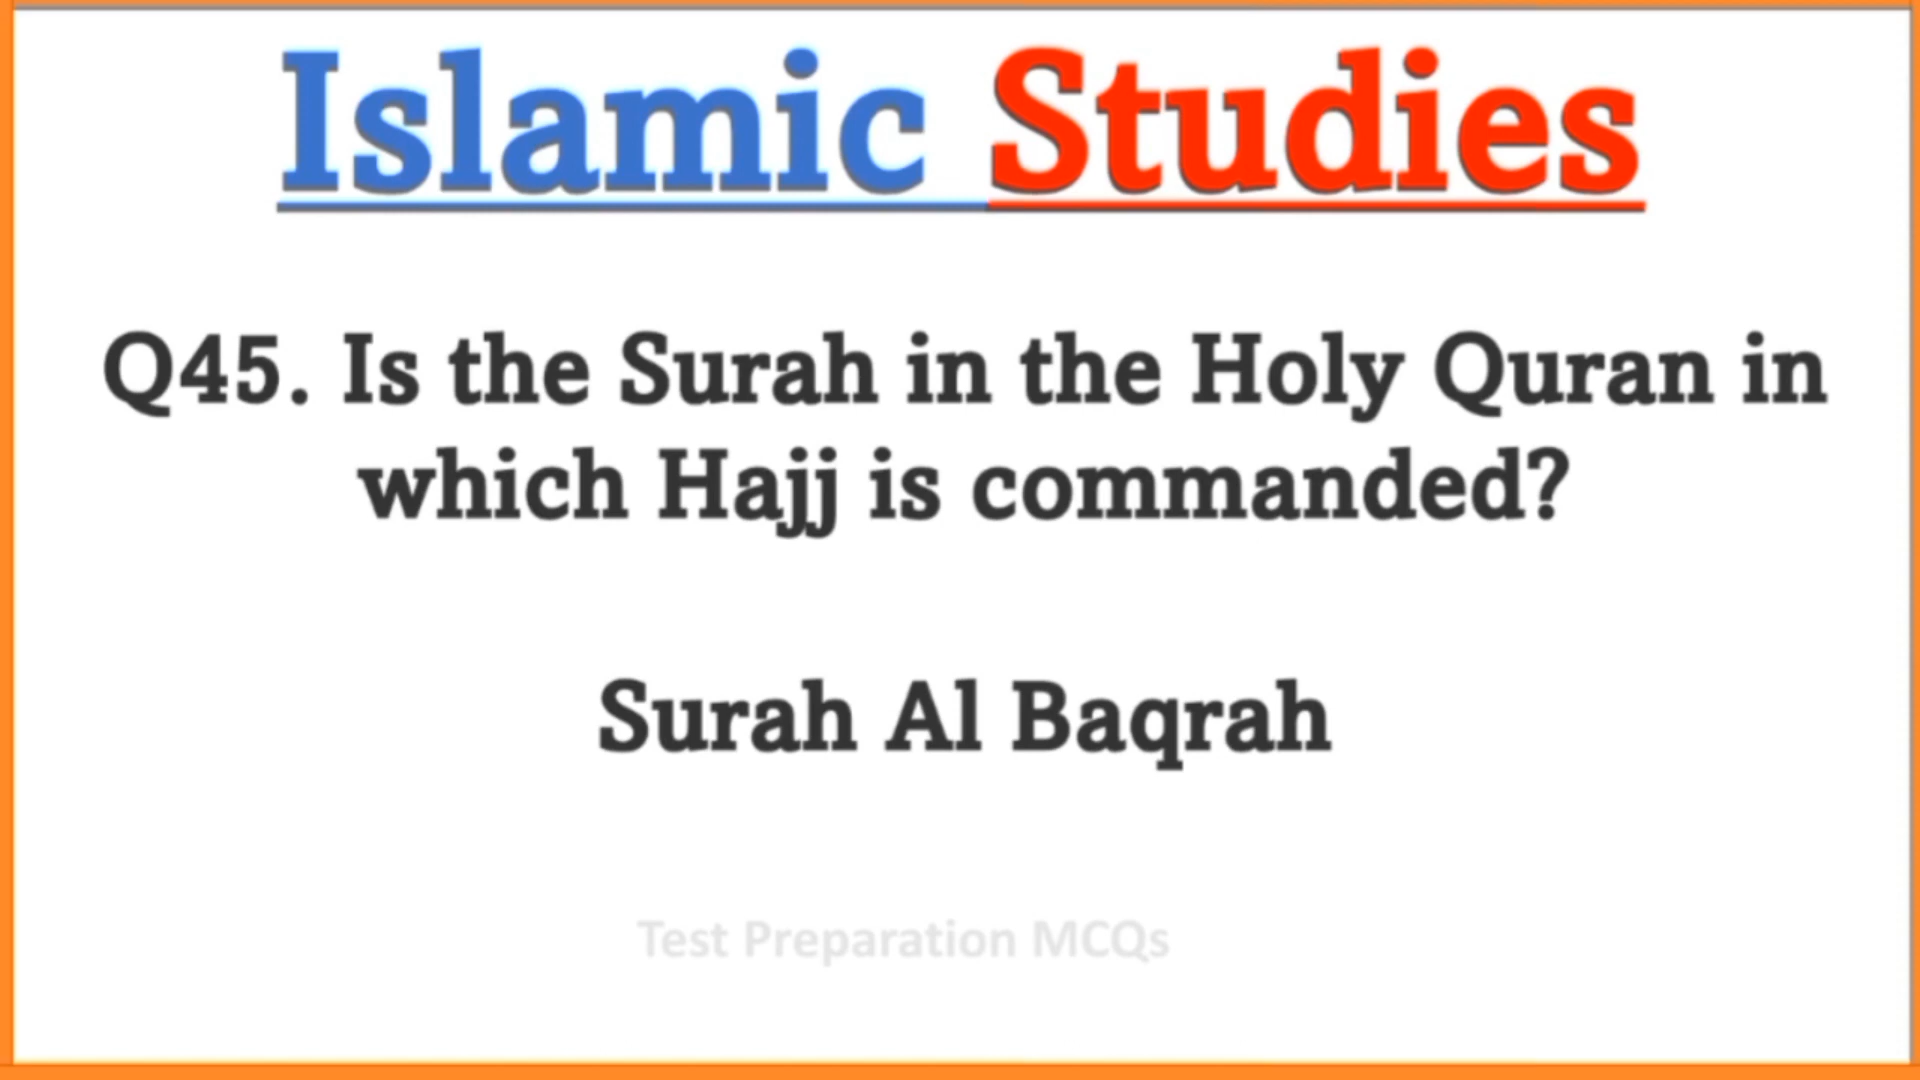 Islamic Studies
Q45. Is the Surah in the Holy Quran in
which Hajj is commanded?
Surah Al Baqrah
Test Preparation MCQs